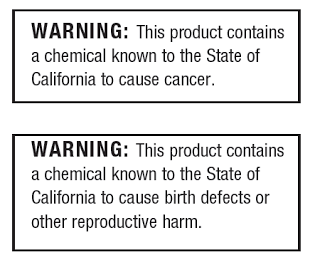 WARNING: This product contains
a chemical known to the State of
California to cause cancer.
WARNING: This product contains
a chemical known to the State of
California to cause birth defects or
other reproductive harm.